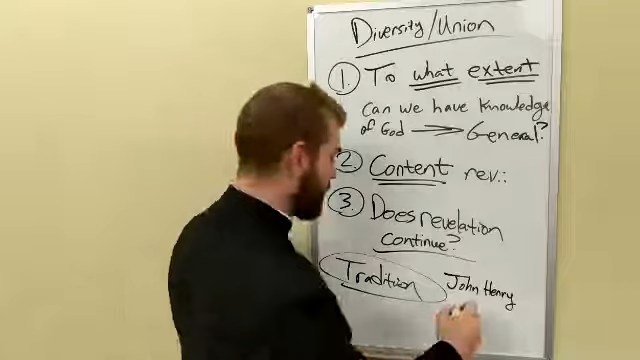 Diversity/Union
1. To what extent
Can we have knowledge
of God → General?
2. Content rev.::
3. Does revelation
continue?
Tradition John Henry